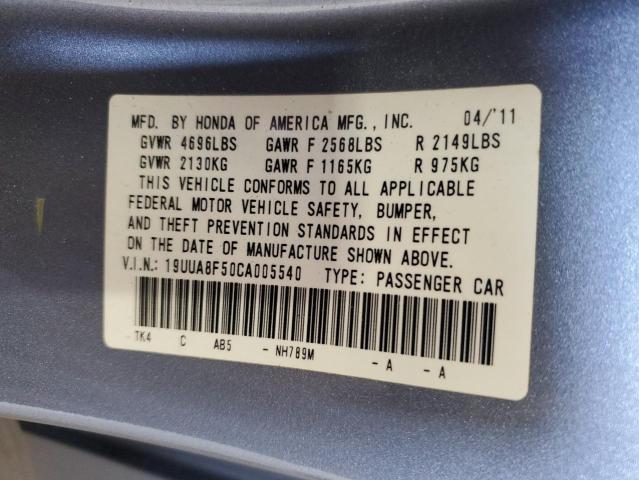 MFD. BY HONDA OF AMERICA MFG., INC. 04/'11
GVWR 4696LBS GAWR F 2568LBS R 2149LBS
GVWR 2130KG GAWR F 1165KG R 975KG
THIS VEHICLE CONFORMS TO ALL APPLICABLE
FEDERAL MOTOR VEHICLE SAFETY, BUMPER,
AND THEFT PREVENTION STANDARDS IN EFFECT
ON THE DATE OF MANUFACTURE SHOWN ABOVE.
V.I.N.: 19UUA8F50CA005540 TYPE: PASSENGER CAR
- TK4 C AB5 - NH789M - A - A